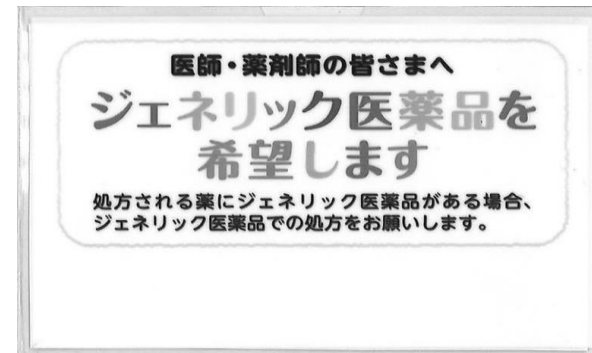 医師・薬剤師の皆さまへ
ジェネリック医薬品を
希望します
処方される薬にジェネリック医薬品がある場合、
ジェネリック医薬品での処方をお願いします。